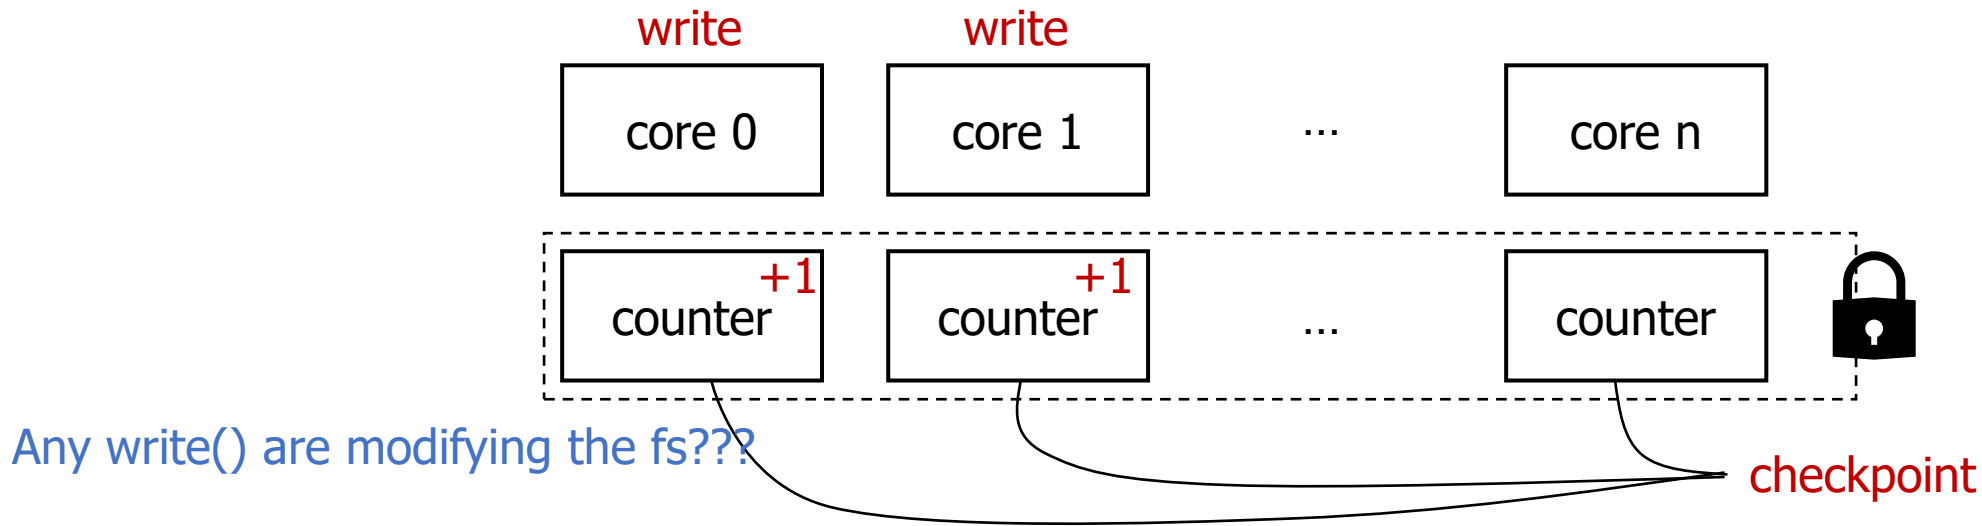 write write
core 0 core 1 ... core n
+1 +1
counter counter ... counter
Any write() are modifying the fs???
checkpoint